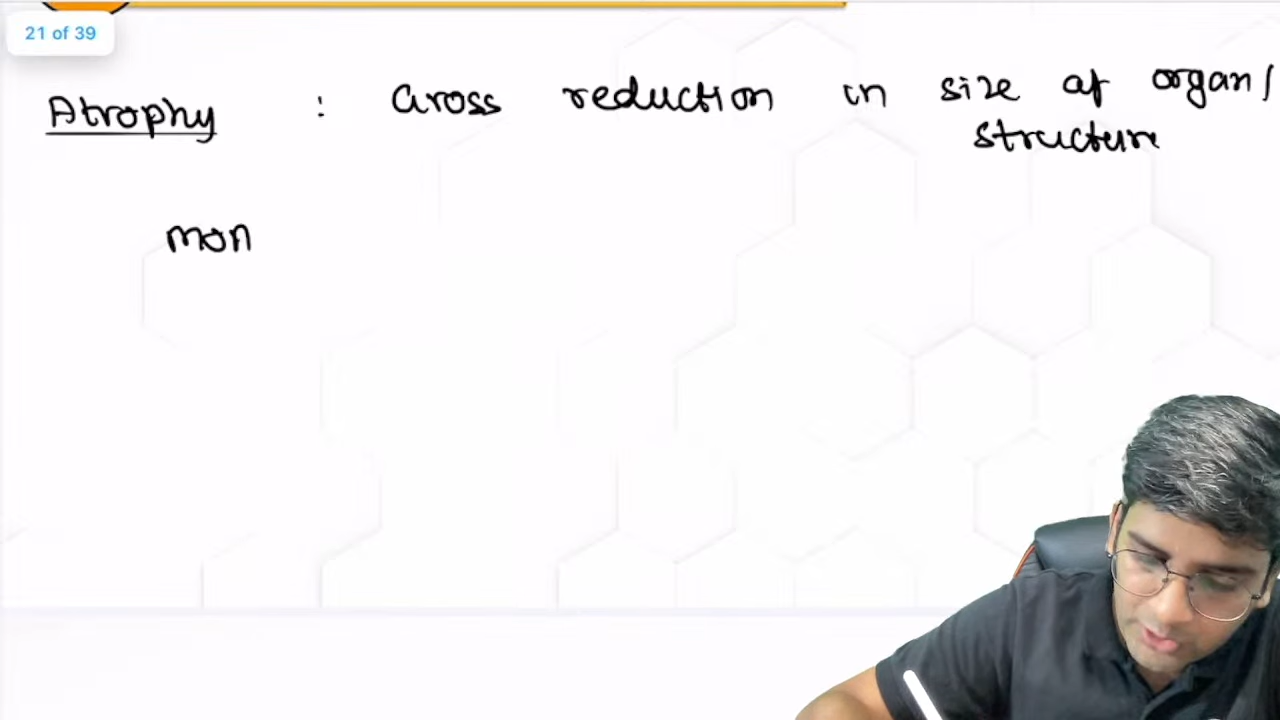 21 of 39
Atrophy : Gross reduction in size of organ/
structure
mon